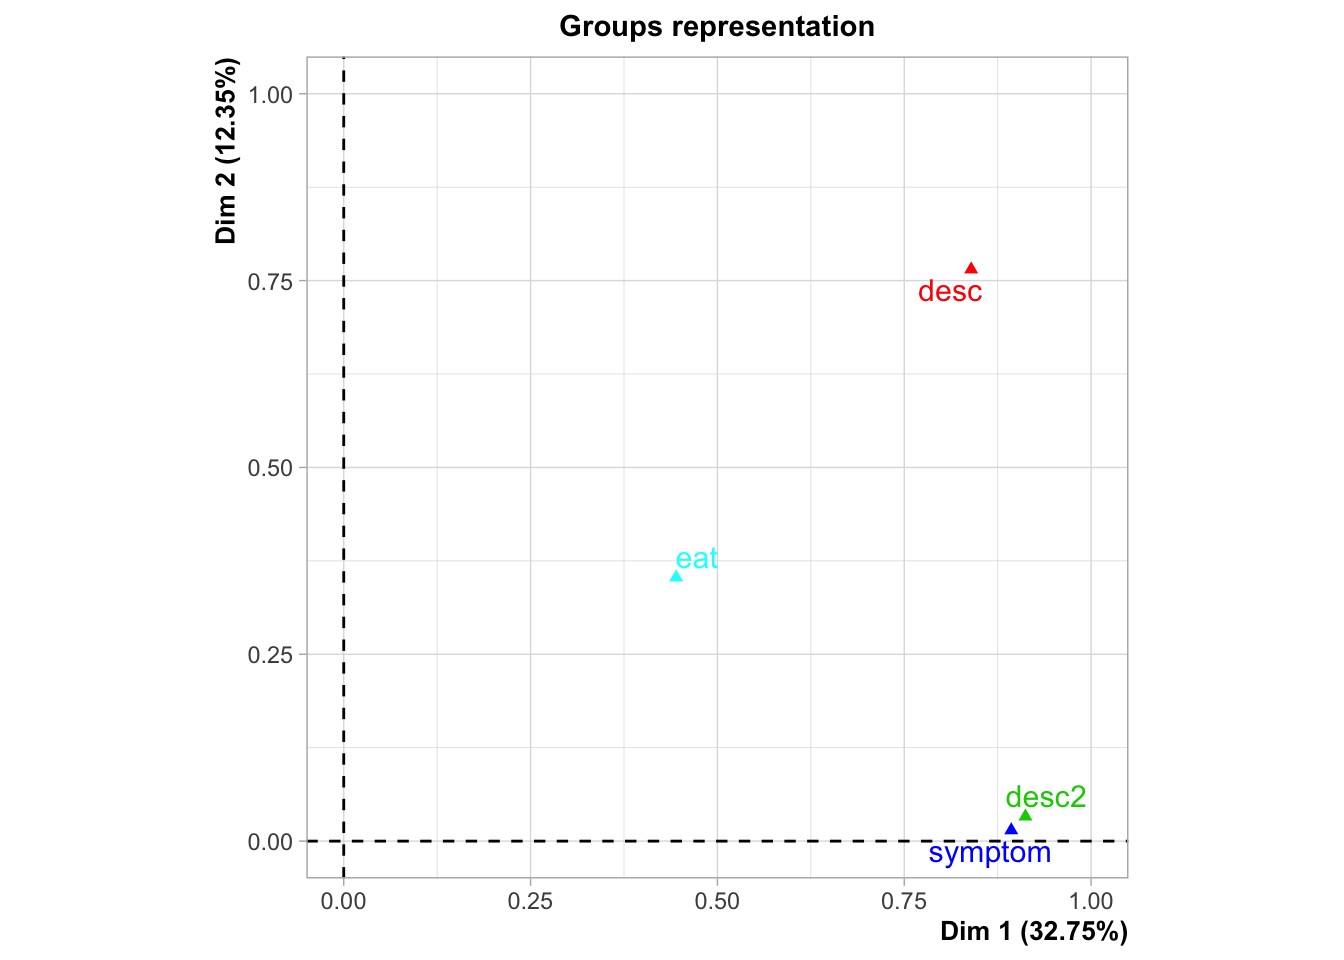 Groups representation
Dim 2 (12.35%)
1.00
0.75
0.50
0.25
0.00
desc
eat
desc2
symptom
0.00 0.25 0.50 0.75 1.00
Dim 1 (32.75%)